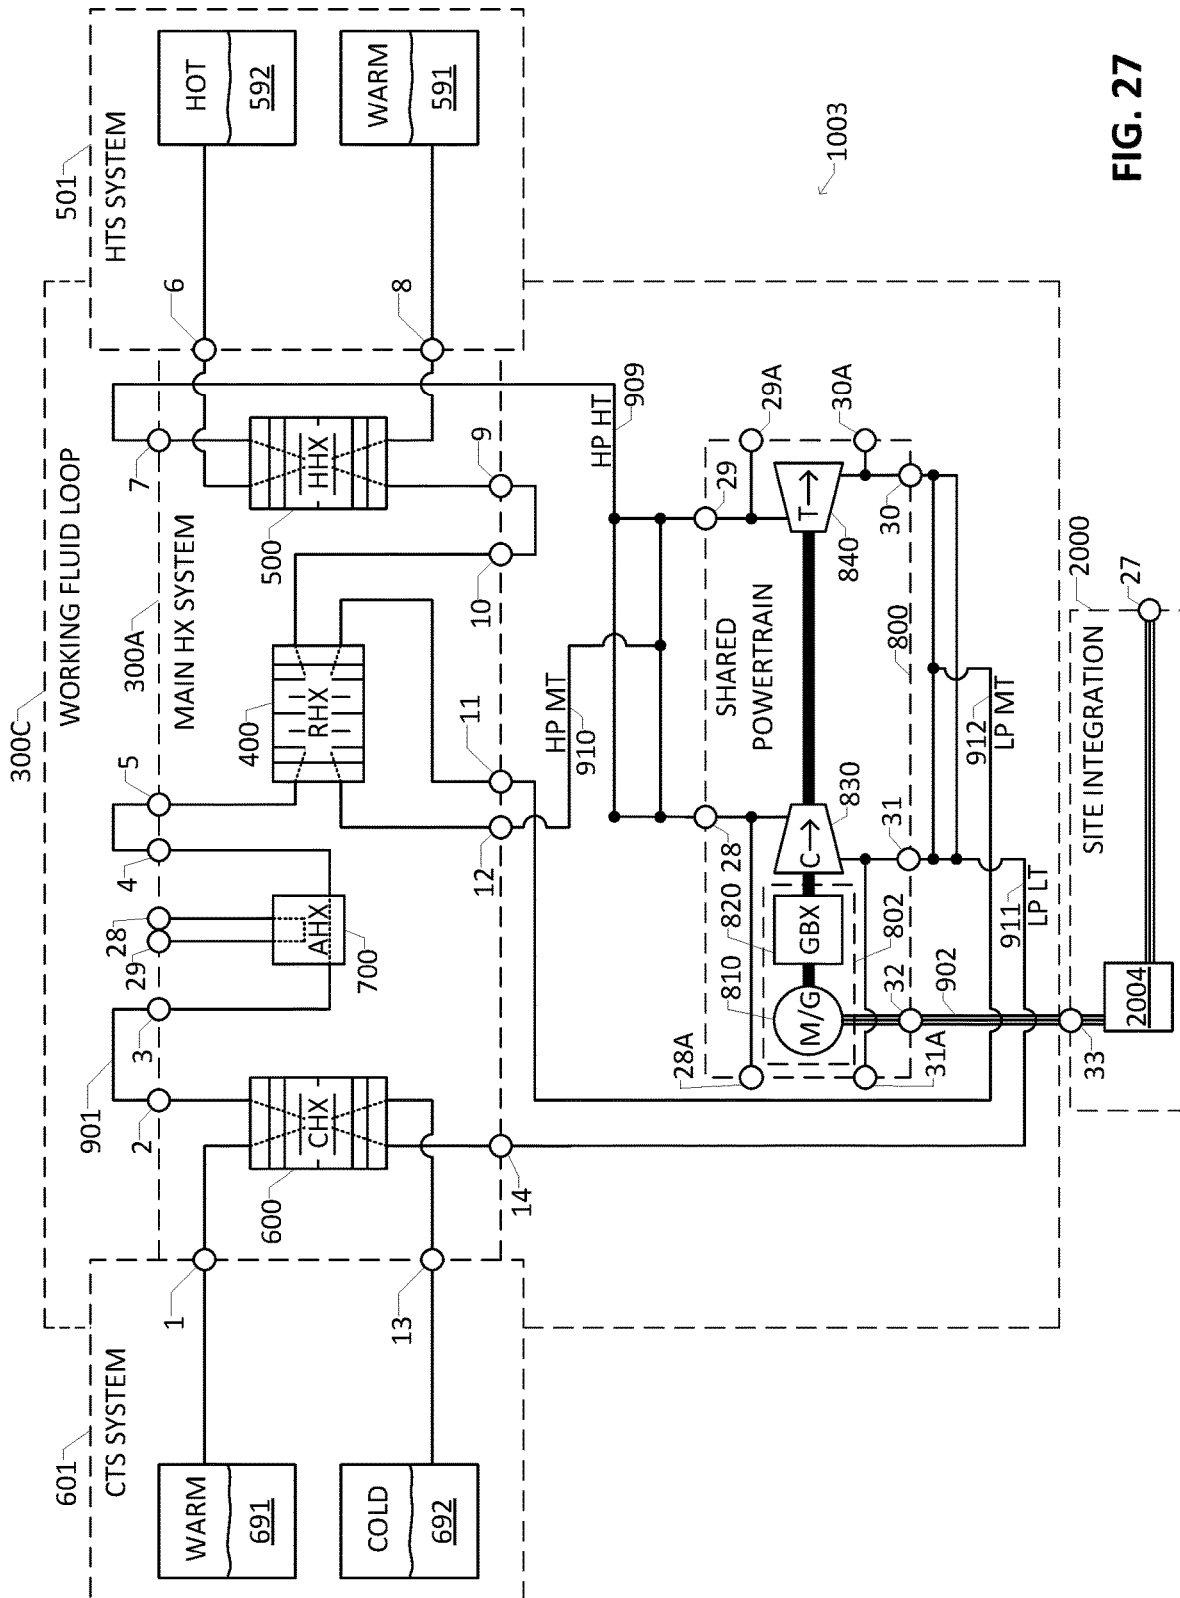 300C
WORKING FLUID LOOP
601
CTS SYSTEM
WARM
691
COLD
692
1
13
300A
MAIN HX SYSTEM
901
2
3
29
28
4
5
7
CHX
600
AHX
700
400
RHX
HHX
500
14
12
11
10
9
501
HTS SYSTEM
6
8
HOT
592
WARM
591
HP MT
910
HP HT
909
28A
28
29
29A
SHARED
POWERTRAIN
810
820
M/G
GBX
C
830
T
840
802
31A
32
31
30
30A
800
902
911
LP LT
912
LP MT
33
2004
SITE INTEGRATION
2000
27
1003
FIG. 27